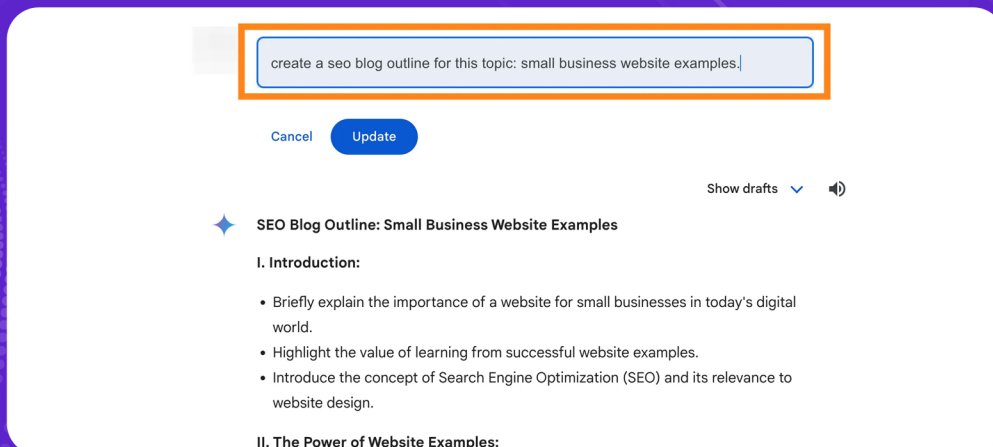 create a seo blog outline for this topic: small business website examples.
Cancel
Update
Show drafts
SEO Blog Outline: Small Business Website Examples
I. Introduction:
• Briefly explain the importance of a website for small businesses in today's digital
world.
• Highlight the value of learning from successful website examples.
• Introduce the concept of Search Engine Optimization (SEO) and its relevance to
website design.
II. The Power of Website Examples: